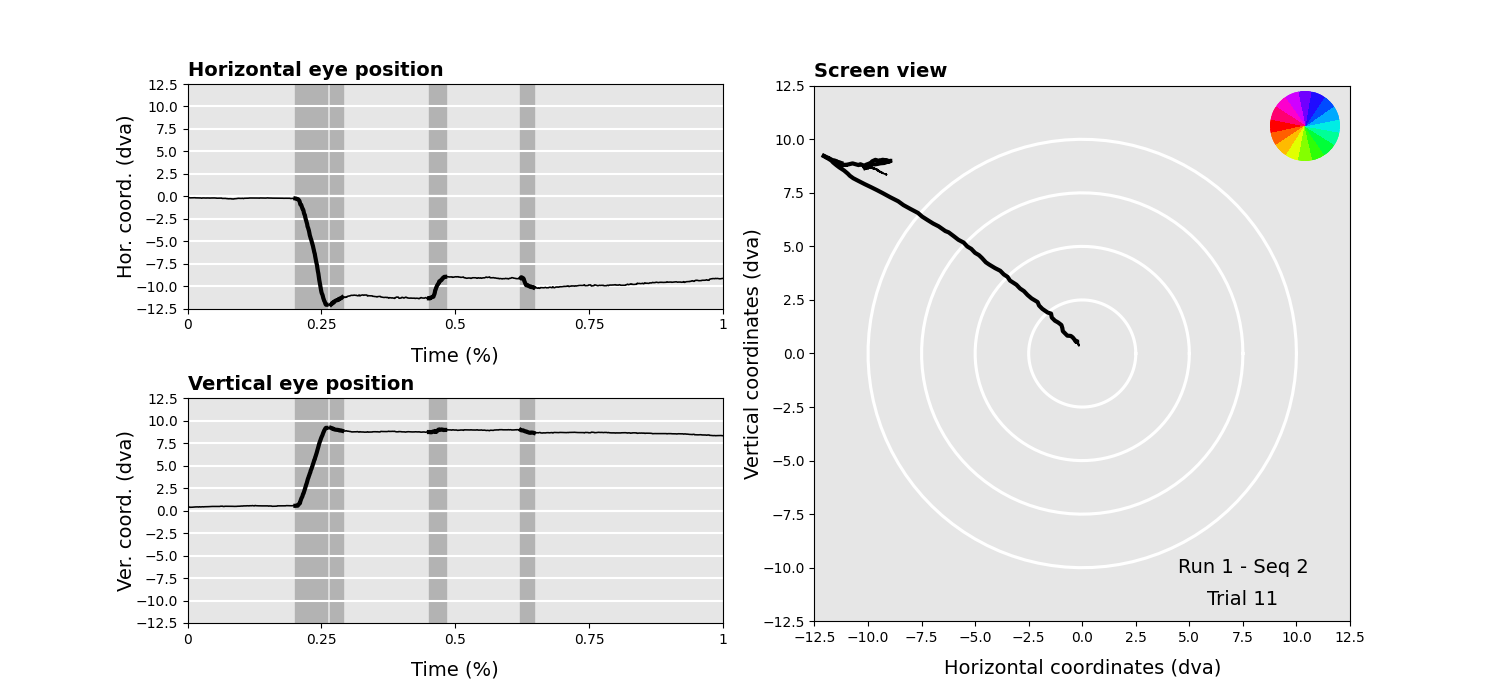 Horizontal eye position
Hor. coord. (dva)
12.5
10.0
7.5
5.0
2.5
0.0
−2.5
−5.0
−7.5
−10.0
−12.5
0 0.25 0.5 0.75 1
Time (%)
Vertical eye position
Ver. coord. (dva)
12.5
10.0
7.5
5.0
2.5
0.0
−2.5
−5.0
−7.5
−10.0
−12.5
0 0.25 0.5 0.75 1
Time (%)
Screen view
Vertical coordinates (dva)
12.5
10.0
7.5
5.0
2.5
0.0
−2.5
−5.0
−7.5
−10.0
−12.5
Run 1 - Seq 2
Trial 11
−12.5 −10.0 −7.5 −5.0 −2.5 0.0 2.5 5.0 7.5 10.0 12.5
Horizontal coordinates (dva)